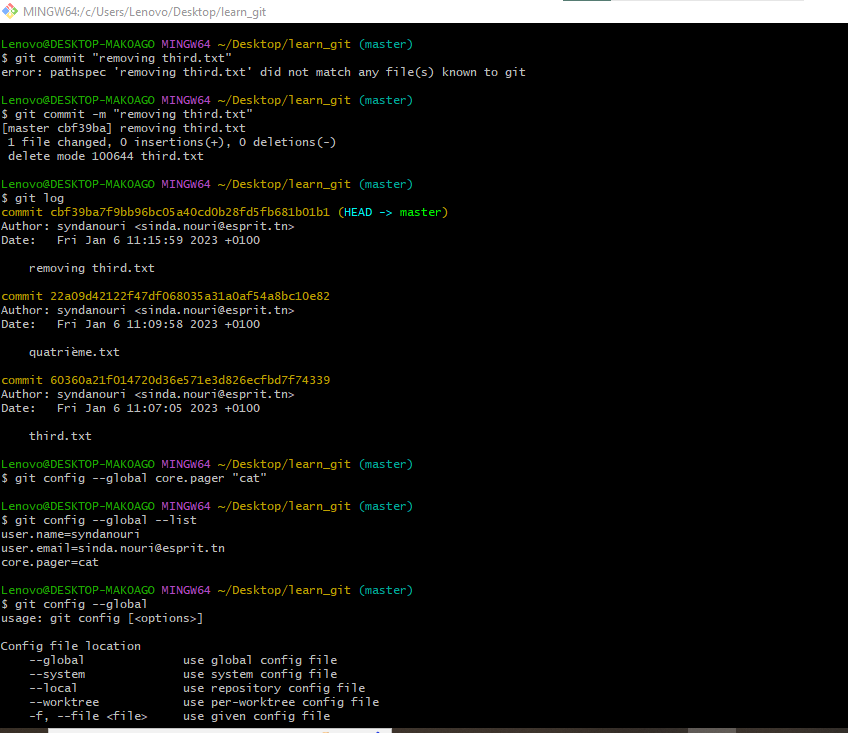 MINGW64:/c/Users/Lenovo/Desktop/learn_git
Lenovo@DESKTOP-MAKOAGO MINGW64 ~/Desktop/learn_git (master)
$ git commit "removing third.txt"
error: pathspec 'removing third.txt' did not match any file(s) known to git
Lenovo@DESKTOP-MAKOAGO MINGW64 ~/Desktop/learn_git (master)
$ git commit -m "removing third.txt"
[master cbf39ba] removing third.txt
1 file changed, 0 insertions(+), 0 deletions(-)
delete mode 100644 third.txt
Lenovo@DESKTOP-MAKOAGO MINGW64 ~/Desktop/learn_git (master)
$ git log
commit cbf39ba7f9bb96bc05a40cd0b28fd5fb681b01b1 (HEAD -> master)
Author: syndanouri <sinda.nouri@esprit.tn>
Date:   Fri Jan 6 11:15:59 2023 +0100
removing third.txt
commit 22a09d42122f47df068035a31a0af54a8bc10e82
Author: syndanouri <sinda.nouri@esprit.tn>
Date:   Fri Jan 6 11:09:58 2023 +0100
quatrième.txt
commit 60360a21f014720d36e571e3d826ecfbd7f74339
Author: syndanouri <sinda.nouri@esprit.tn>
Date:   Fri Jan 6 11:07:05 2023 +0100
third.txt
Lenovo@DESKTOP-MAKOAGO MINGW64 ~/Desktop/learn_git (master)
$ git config --global core.pager "cat"
Lenovo@DESKTOP-MAKOAGO MINGW64 ~/Desktop/learn_git (master)
$ git config --global --list
user.name=syndanouri
user.email=sinda.nouri@esprit.tn
core.pager=cat
Lenovo@DESKTOP-MAKOAGO MINGW64 ~/Desktop/learn_git (master)
$ git config --global
usage: git config [<options>]
Config file location
--global              use global config file
--system              use system config file
--local               use repository config file
--worktree            use per-worktree config file
-f, --file <file>     use given config file